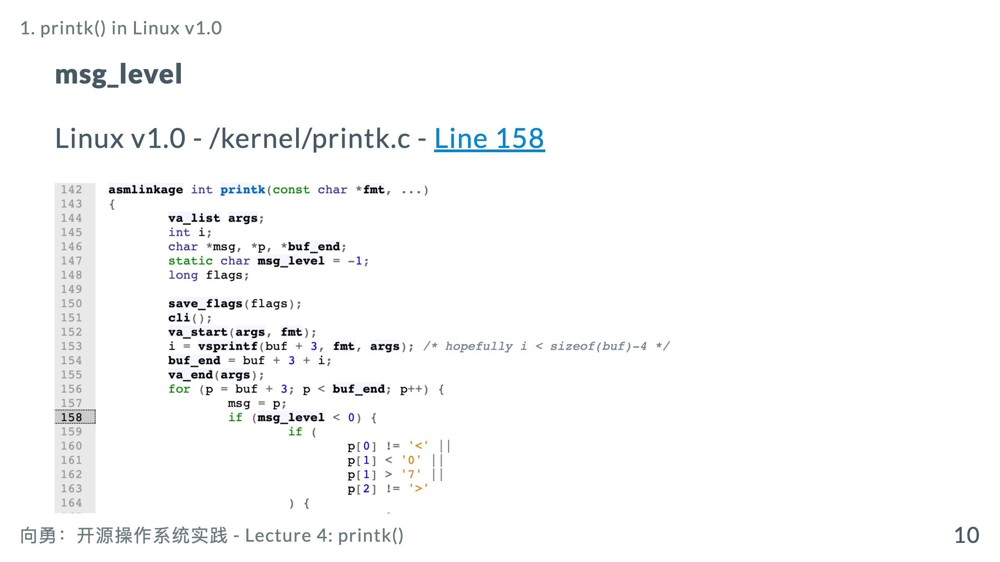 1. printk() in Linux v1.0
msg_level
Linux v1.0 - /kernel/printk.c - Line 158
142 asmlinkage int printk(const char *fmt, ...)
143 {
144 va_list args;
145 int i;
146 char *msg, *p, *buf_end;
147 static char msg_level = -1;
148 long flags;
149
150 save_flags(flags);
151 cli();
152 va_start(args, fmt);
153 i = vsprintf(buf + 3, fmt, args); /* hopefully i < sizeof(buf)-4 */
154 buf_end = buf + 3 + i;
155 va_end(args);
156 for (p = buf + 3; p < buf_end; p++) {
157 msg = p;
158 if (msg_level < 0) {
159 if (
160 p[0] != '<' ||
161 p[1] < '0' ||
162 p[1] > '7' ||
163 p[2] != '>'
164 ) {
向勇：开源操作系统实践 - Lecture 4: printk()
10